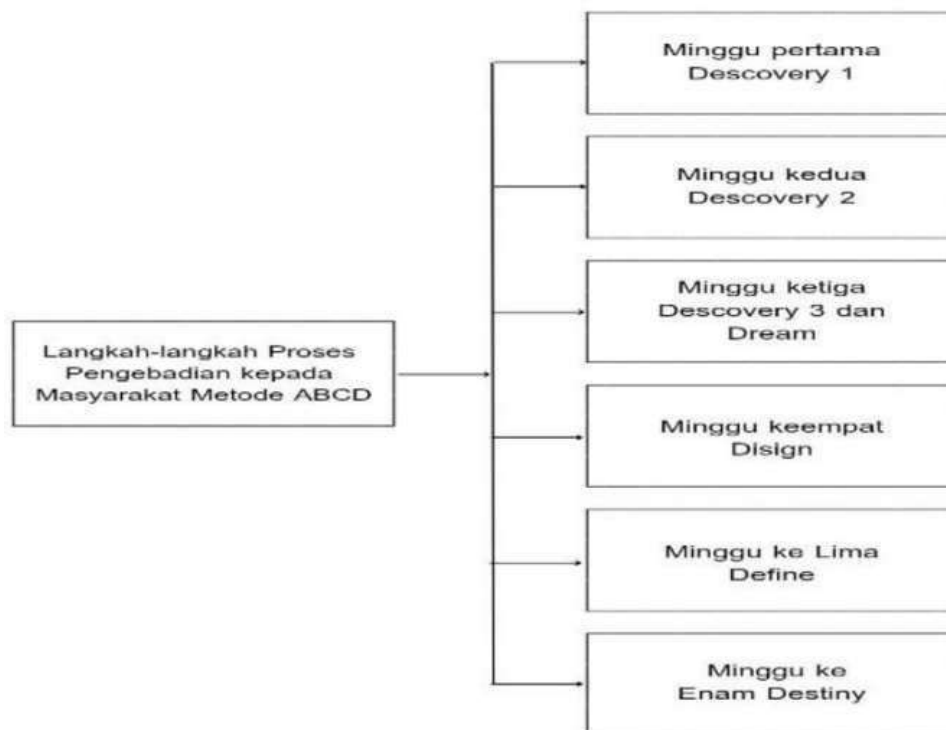 Minggu pertama
Descovery 1
Minggu kedua
Descovery 2
Minggu ketiga
Descovery 3 dan
Dream
Langkah-langkah Proses
Pengebadian kepada
Masyarakat Metode ABCD
Minggu keempat
Disign
Minggu ke Lima
Define
Minggu ke
Enam Destiny